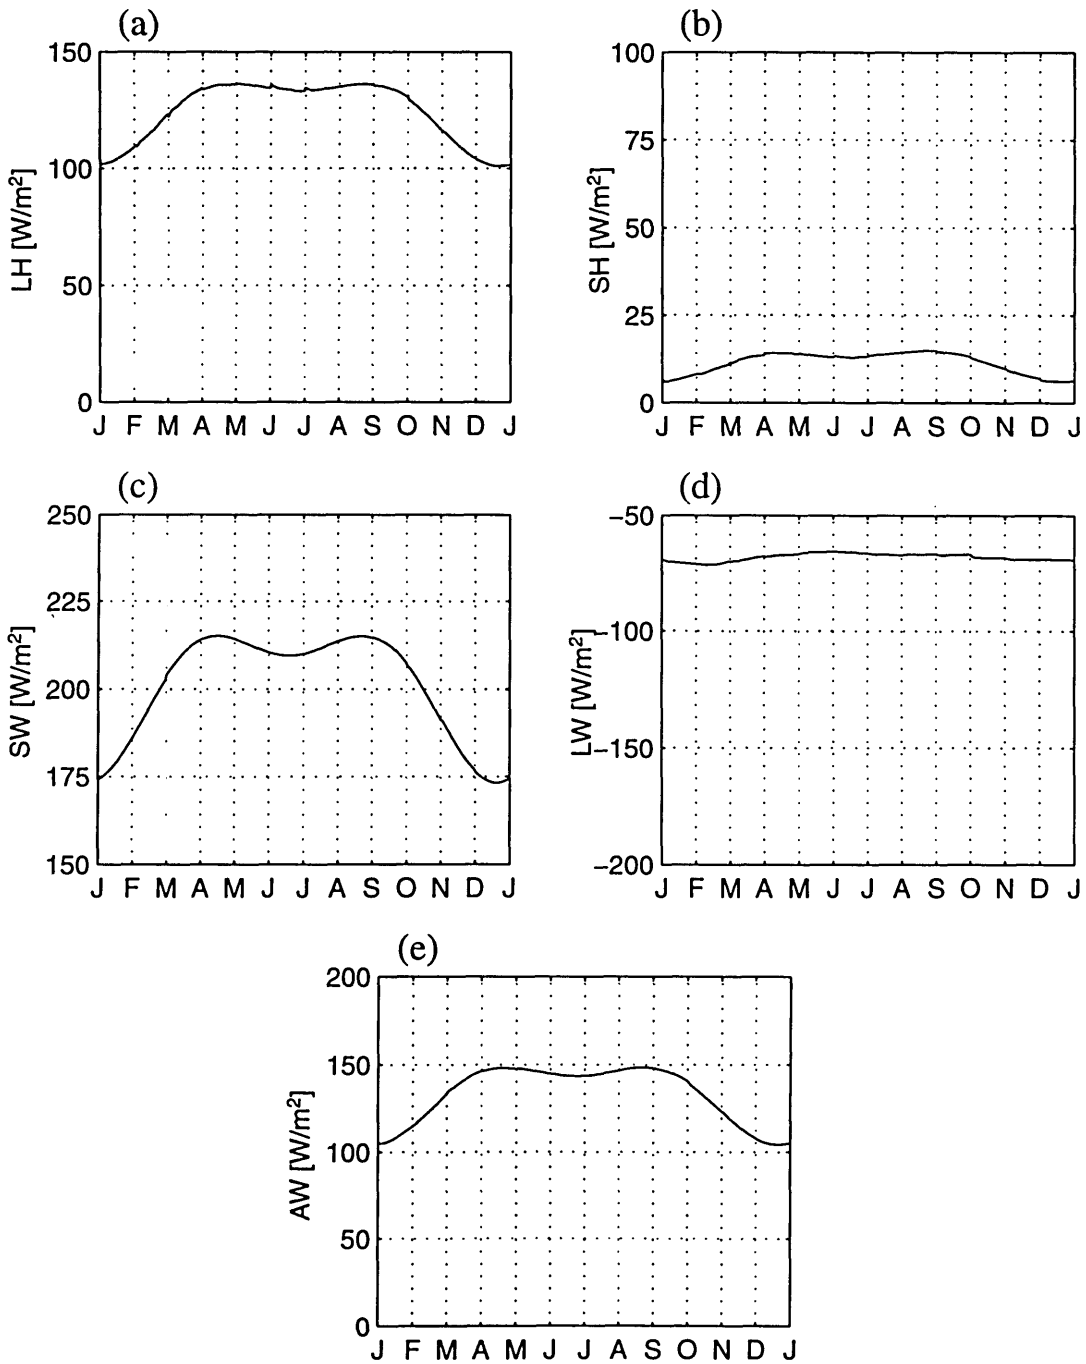 (a)
LH [W/m2]
150
100
50
0
J F M A M J J A S O N D J
(b)
SH [W/m2]
100
75
50
25
0
J F M A M J J A S O N D J
(c)
SW [W/m2]
250
225
200
175
150
J F M A M J J A S O N D J
(d)
LW [W/m2]
−50
−100
−150
−200
J F M A M J J A S O N D J
(e)
AW [W/m2]
200
150
100
50
0
J F M A M J J A S O N D J